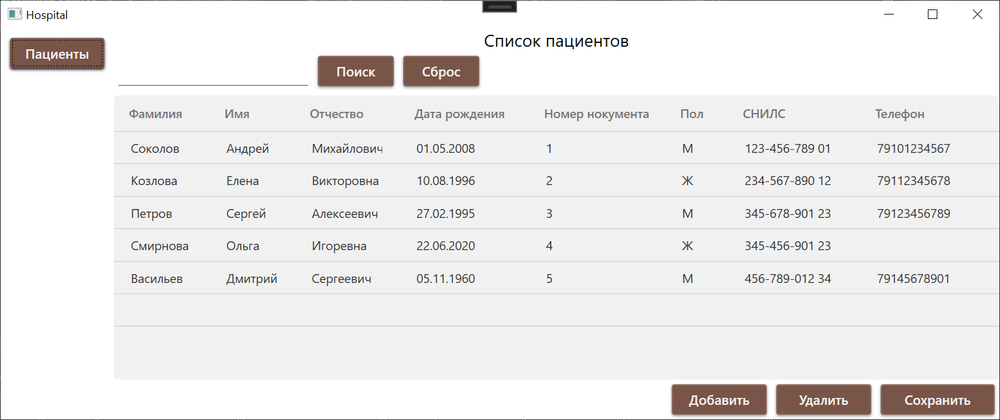 Hospital
Пациенты
Список пациентов
Поиск Сброс
Фамилия Имя Отчество Дата рождения Номер нокумента Пол СНИЛС Телефон
Соколов Андрей Михайлович 01.05.2008 1 М 123-456-789 01 79101234567
Козлова Елена Викторовна 10.08.1996 2 Ж 234-567-890 12 79112345678
Петров Сергей Алексеевич 27.02.1995 3 М 345-678-901 23 79123456789
Смирнова Ольга Игоревна 22.06.2020 4 Ж 345-456-901 23
Васильев Дмитрий Сергеевич 05.11.1960 5 М 456-789-012 34 79145678901
Добавить Удалить Сохранить